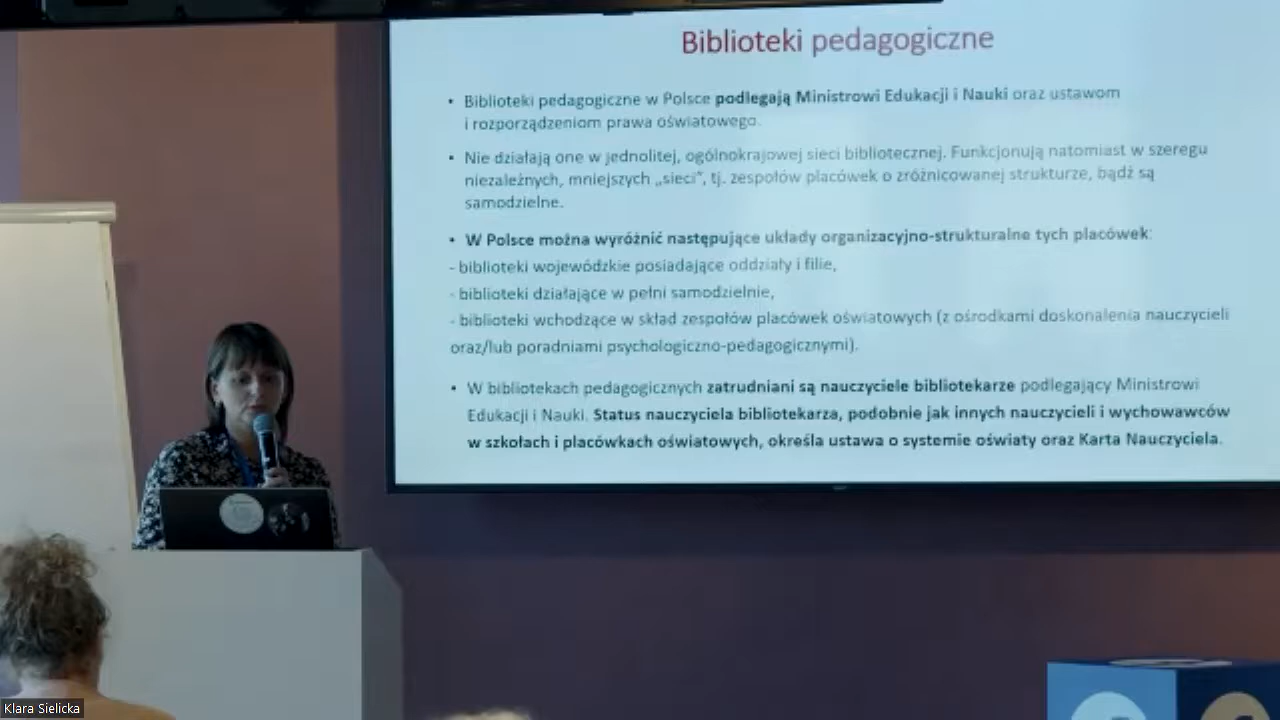 Biblioteki pedagogiczne
• Biblioteki pedagogiczne w Polsce podlegają Ministrowi Edukacji i Nauki oraz ustawom
i rozporządzeniom prawa oświatowego.
• Nie działają one w jednolitej, ogólnokrajowej sieci bibliotecznej. Funkcjonują natomiast w szeregu
niezależnych, mniejszych „sieci”, tj. zespołów placówek o zróżnicowanej strukturze, bądź są
samodzielne.
• W Polsce można wyróżnić następujące układy organizacyjno-strukturalne tych placówek:
- biblioteki wojewódzkie posiadające oddziały i filie,
- biblioteki działające w pełni samodzielnie,
- biblioteki wchodzące w skład zespołów placówek oświatowych (z ośrodkami doskonalenia nauczycieli
oraz/lub poradniami psychologiczno-pedagogicznymi).
• W bibliotekach pedagogicznych zatrudniani są nauczyciele bibliotekarze podlegający Ministrowi
Edukacji i Nauki. Status nauczyciela bibliotekarza, podobnie jak innych nauczycieli i wychowawców
w szkołach i placówkach oświatowych, określa ustawa o systemie oświaty oraz Karta Nauczyciela.
Klara Sielicka